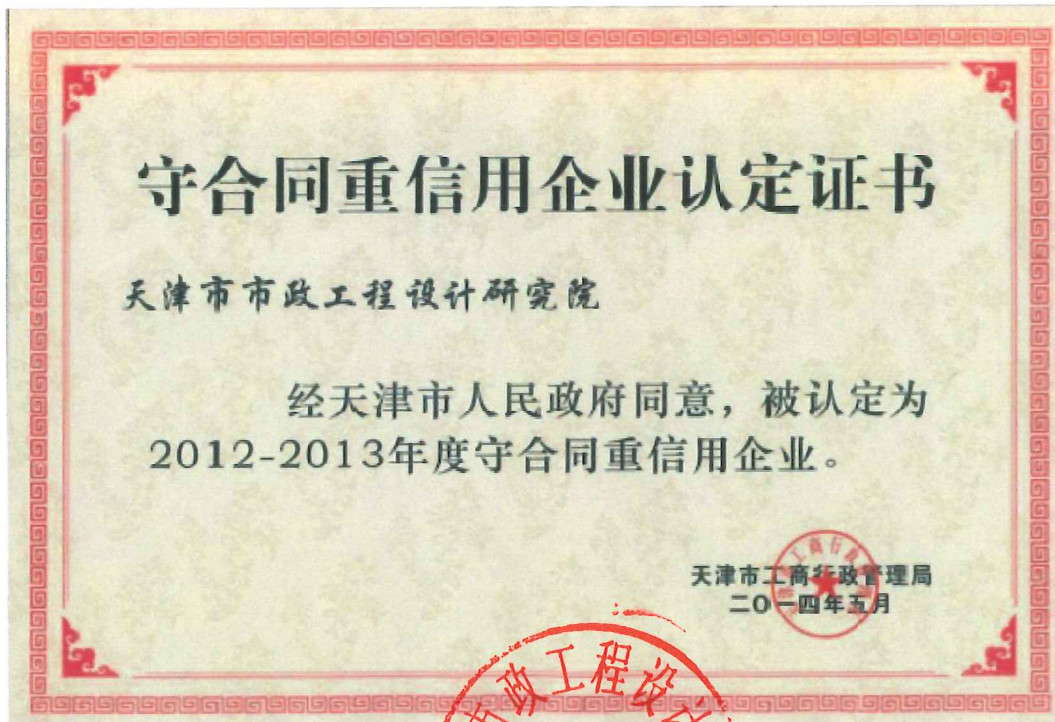 守合同重信用企业认定证书
天津市市政工程设计研究院
经天津市人民政府同意，被认定为
2012-2013年度守合同重信用企业。
天津市工商行政管理局
二〇一四年五月
市政工程设计